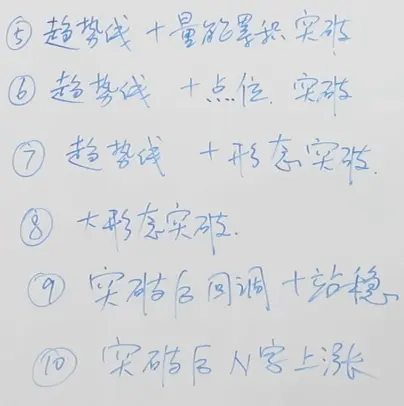 ⑤ 趋势线 + 量能累积 突破
⑥ 趋势线 + 点位 突破
⑦ 趋势线 + 形态突破.
⑧ 大形态突破.
⑨ 突破后回调 + 站稳
⑩ 突破后 N字上涨